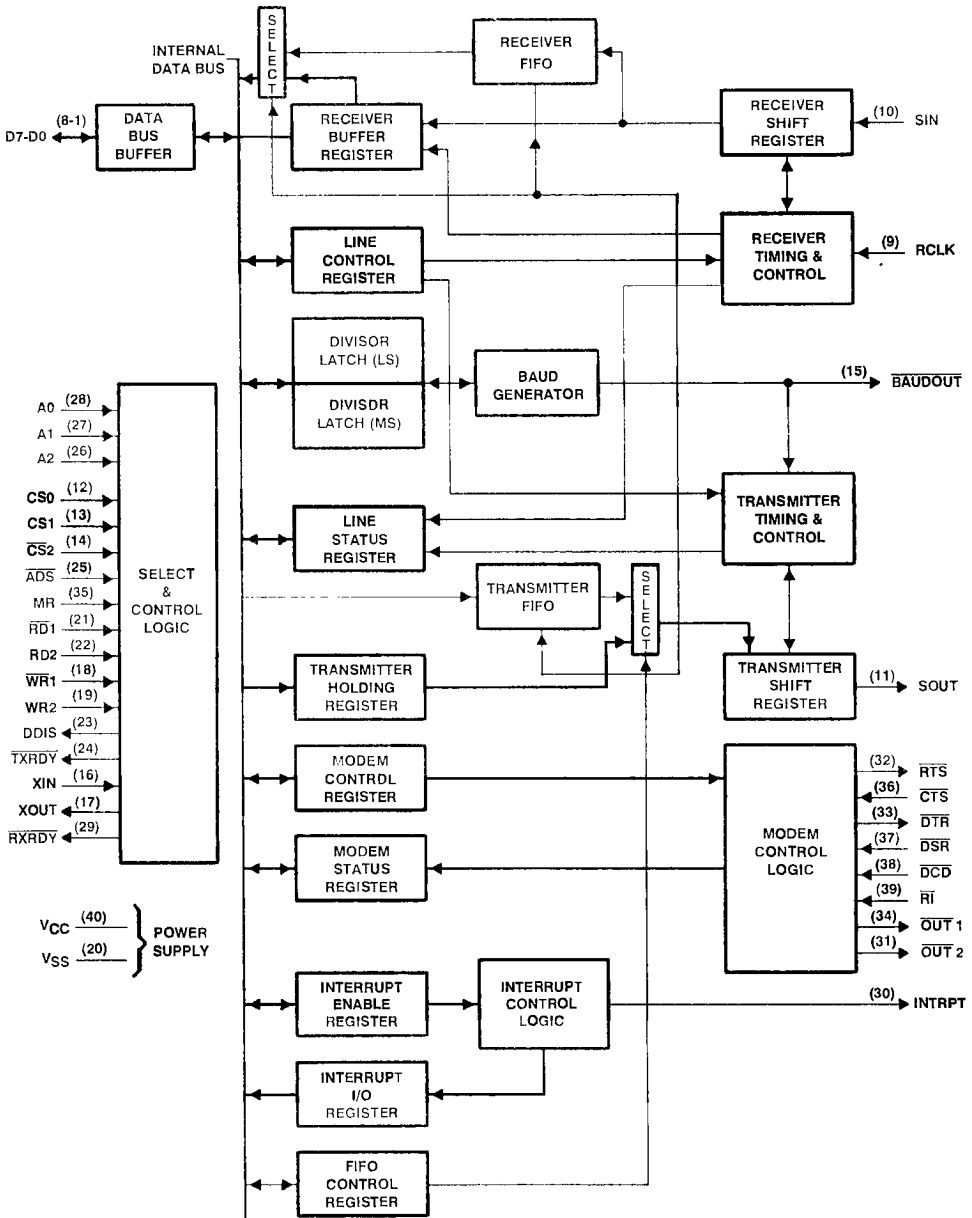 INTERNAL
DATA BUS
SELECT
RECEIVER
FIFO
D7-D0
(8-1)
DATA
BUS
BUFFER
RECEIVER
BUFFER
REGISTER
RECEIVER
SHIFT
REGISTER
(10)
SIN
LINE
CONTROL
REGISTER
RECEIVER
TIMING &
CONTROL
(9)
RCLK
DIVISOR
LATCH (LS)
DIVISDR
LATCH (MS)
BAUD
GENERATOR
(15)
BAUDOUT
A0 (28)
A1 (27)
A2 (26)
CS0 (12)
CS1 (13)
CS2 (14)
ADS (25)
MR (35)
RD1 (21)
RD2 (22)
WR1 (18)
WR2 (19)
DDIS (23)
TXRDY (24)
XIN (16)
XOUT (17)
RXRDY (29)
SELECT
&
CONTROL
LOGIC
LINE
STATUS
REGISTER
TRANSMITTER
TIMING &
CONTROL
TRANSMITTER
FIFO
SELECT
TRANSMITTER
HOLDING
REGISTER
TRANSMITTER
SHIFT
REGISTER
(11)
SOUT
MODEM
CONTROL
REGISTER
MODEM
STATUS
REGISTER
MODEM
CONTROL
LOGIC
(32) RTS
(36) CTS
(33) DTR
(37) DSR
(38) DCD
(39) RI
(34) OUT 1
(31) OUT 2
VCC (40)
VSS (20)
POWER
SUPPLY
INTERRUPT
ENABLE
REGISTER
INTERRUPT
CONTROL
LOGIC
(30)
INTRPT
INTERRUPT
I/O
REGISTER
FIFO
CONTROL
REGISTER